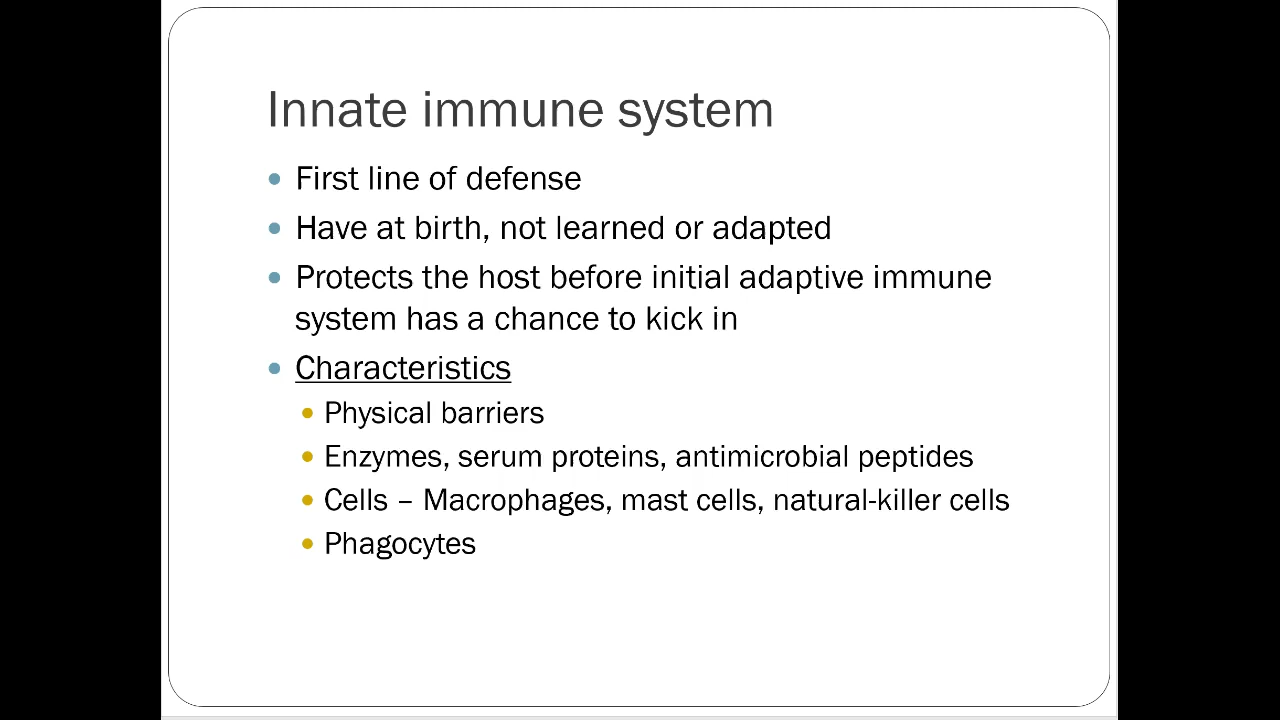 Innate immune system
• First line of defense
• Have at birth, not learned or adapted
• Protects the host before initial adaptive immune
system has a chance to kick in
• Characteristics
• Physical barriers
• Enzymes, serum proteins, antimicrobial peptides
• Cells – Macrophages, mast cells, natural-killer cells
• Phagocytes